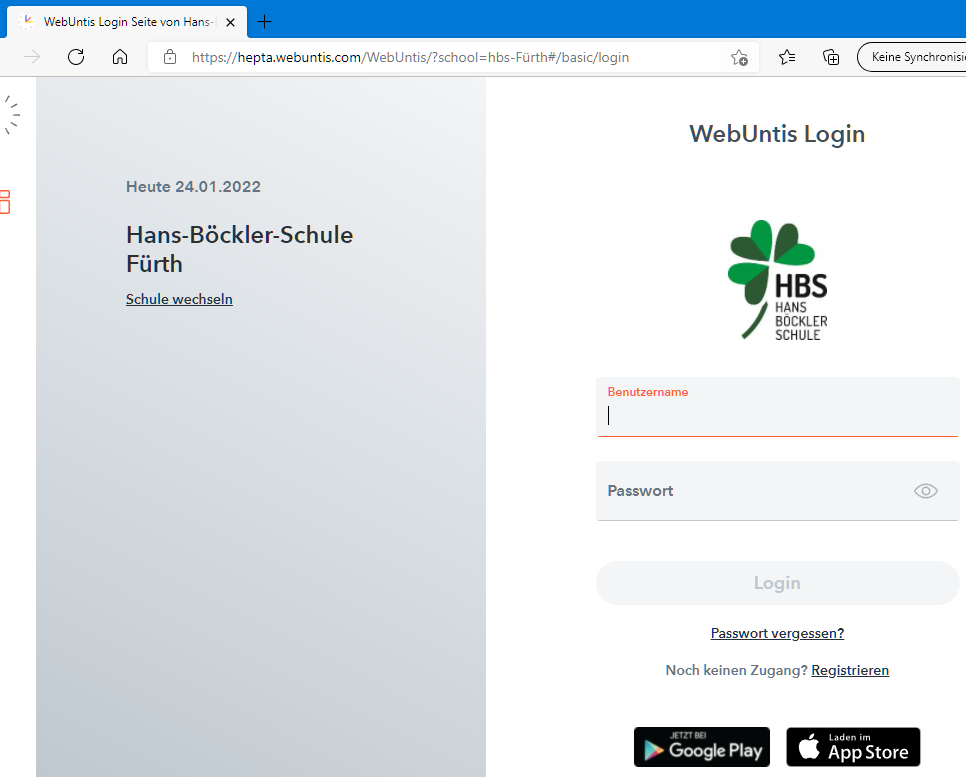 WebUntis Login Seite von Hans-
https://hepta.webuntis.com/WebUntis/?school=hbs-Fürth#/basic/login
Keine Synchronisi
Heute 24.01.2022
Hans-Böckler-Schule
Fürth
Schule wechseln
WebUntis Login
HBS
HANS
BÖCKLER
SCHULE
Benutzername
Passwort
Login
Passwort vergessen?
Noch keinen Zugang? Registrieren
JETZT BEI
Google Play
Laden im
App Store